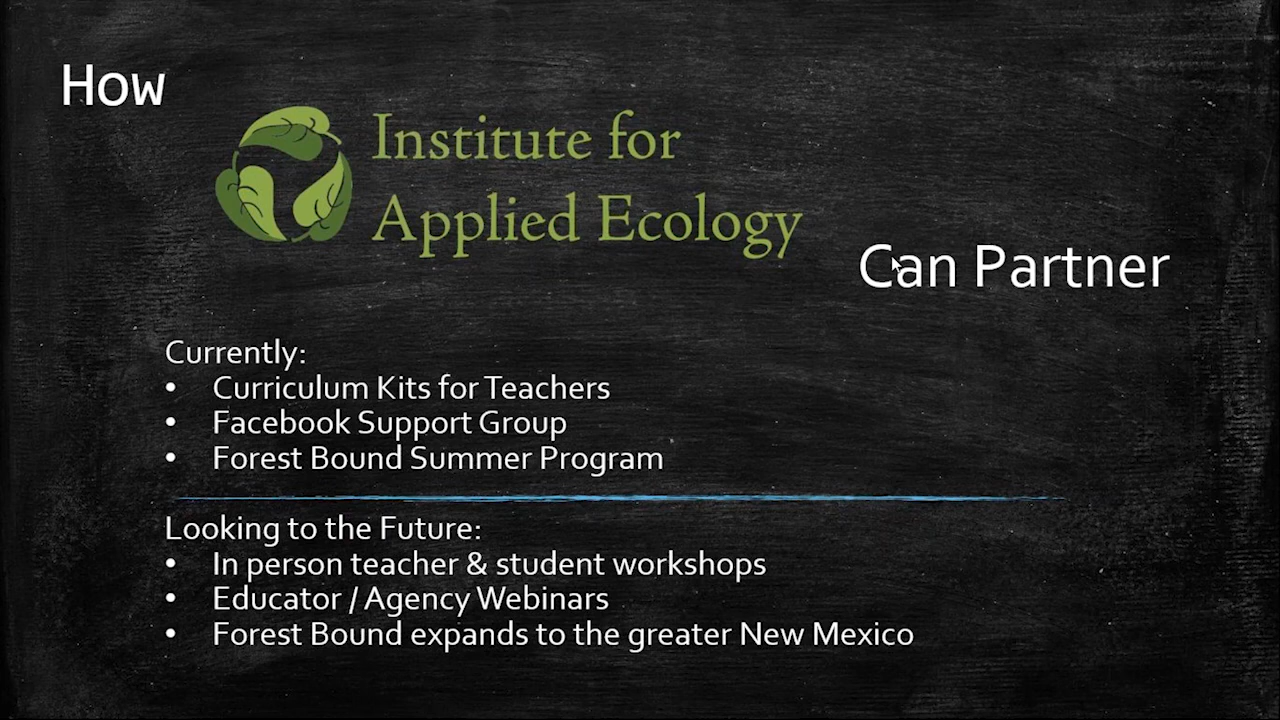 How
Institute for
Applied Ecology
Can Partner
Currently:
• Curriculum Kits for Teachers
• Facebook Support Group
• Forest Bound Summer Program
Looking to the Future:
• In person teacher & student workshops
• Educator / Agency Webinars
• Forest Bound expands to the greater New Mexico